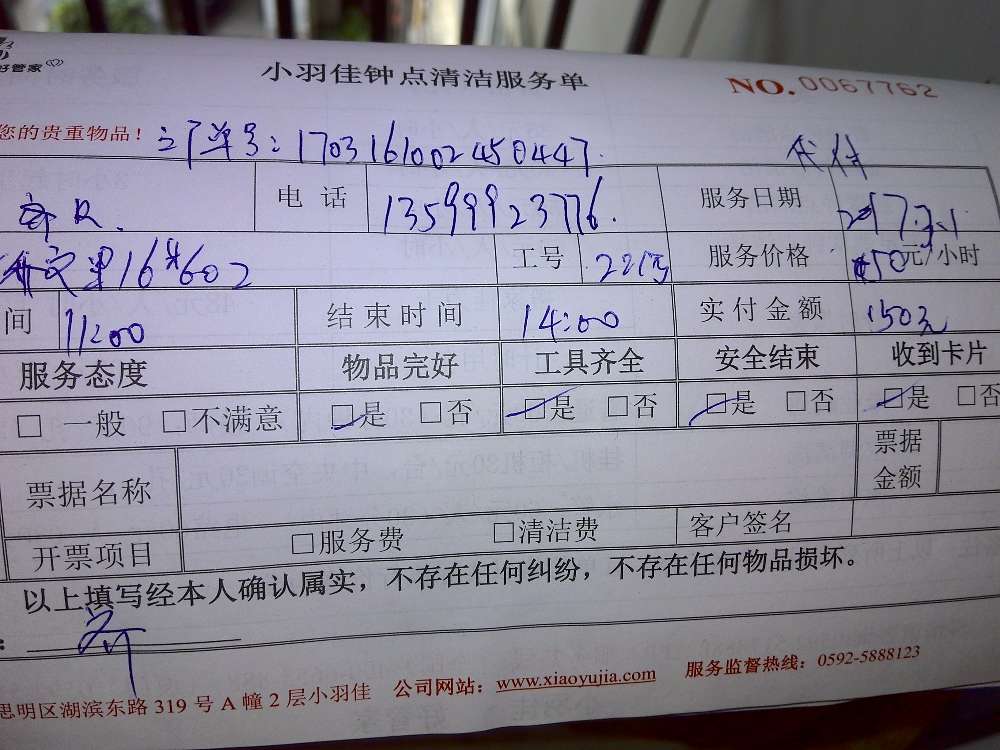 好管家
小羽佳钟点清洁服务单 NO. 0067762
您的贵重物品！ 订单号：1703161002450447. 代付
电话 13599923776. 服务日期
里16#602 工号 服务价格 50元/小时
间 11:00 结束时间 14:00 实付金额 150元
服务态度 物品完好 工具齐全 安全结束 收到卡片
□一般 □不满意 □是 □否 □是 □否 □是 □否 □是 □否
票据名称 票据金额
开票项目 □服务费 □清洁费 客户签名
以上填写经本人确认属实，不存在任何纠纷，不存在任何物品损坏。
思明区湖滨东路 319 号 A 幢 2 层小羽佳 公司网站：www.xiaoyujia.com 服务监督热线：0592-5888123